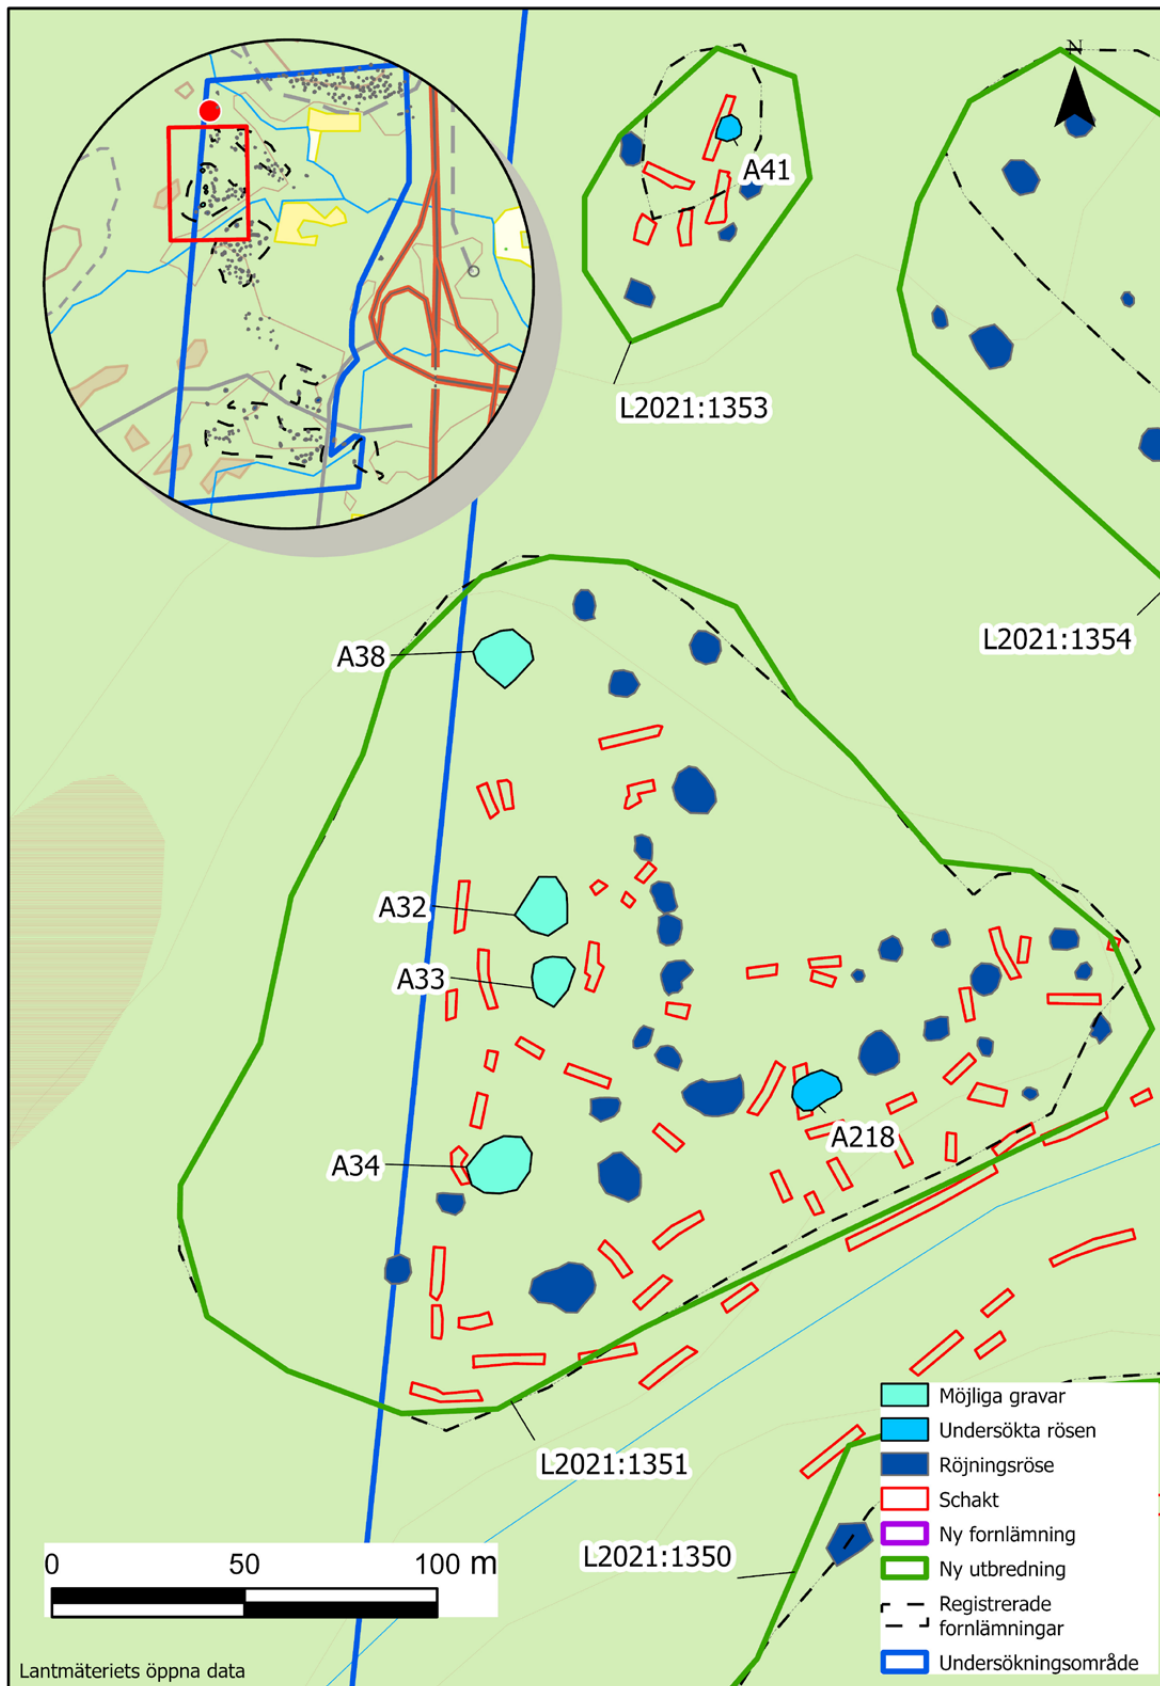 N
A41
L2021:1353
L2021:1354
A38
A32
A33
A218
A34
L2021:1351
L2021:1350
0 50 100 m
Lantmäteriets öppna data
Möjliga gravar
Undersökta rösen
Röjningsröse
Schakt
Ny fornlämning
Ny utbredning
Registrerade
fornlämningar
Undersökningsområde